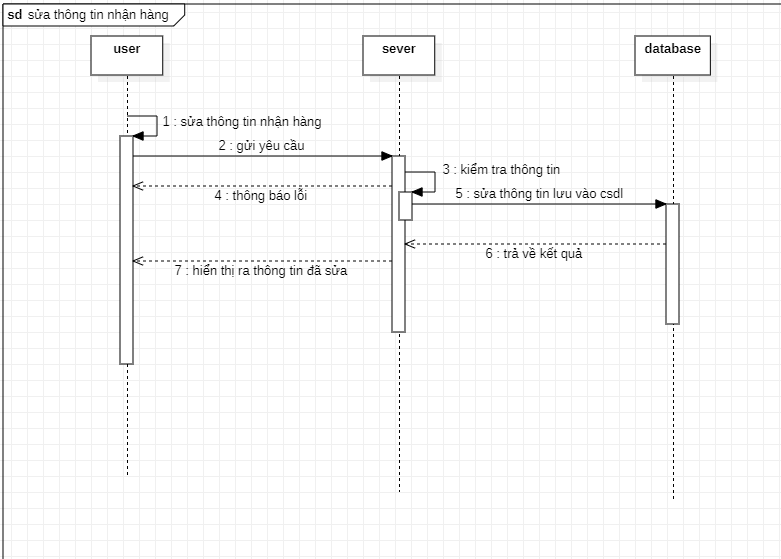 sd sửa thông tin nhận hàng
user
sever
database
1 : sửa thông tin nhận hàng
2 : gửi yêu cầu
3 : kiểm tra thông tin
4 : thông báo lỗi
5 : sửa thông tin lưu vào csdl
6 : trả về kết quả
7 : hiển thị ra thông tin đã sửa